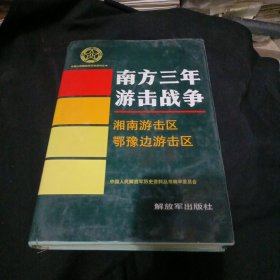 南方三年
游击战争
湘南游击区
鄂豫边游击区
中国人民解放军历史资料丛书编审委员会
解放军出版社